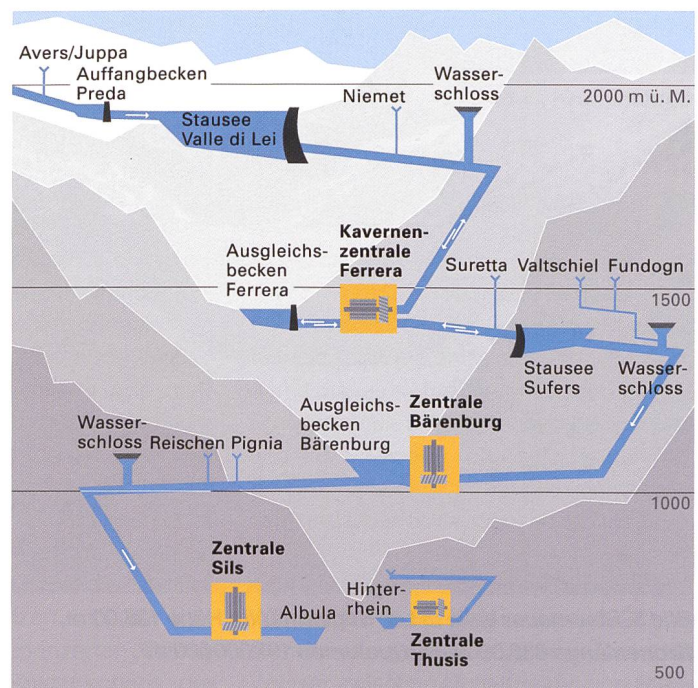 Avers/Juppa
Auffangbecken
Preda
Stausee
Valle di Lei
Niemet
Wasser-
schloss
2000 m ü. M.
Kavernen-
zentrale
Ferrera
Ausgleichs-
becken
Ferrera
Suretta
Valtschiel
Fundogn
1500
Stausee
Sufers
Wasser-
schloss
Ausgleichs-
becken
Bärenburg
Zentrale
Bärenburg
Wasser-
schloss
Reischen
Pignia
1000
Zentrale
Sils
Albula
Hinter-
rhein
Zentrale
Thusis
500